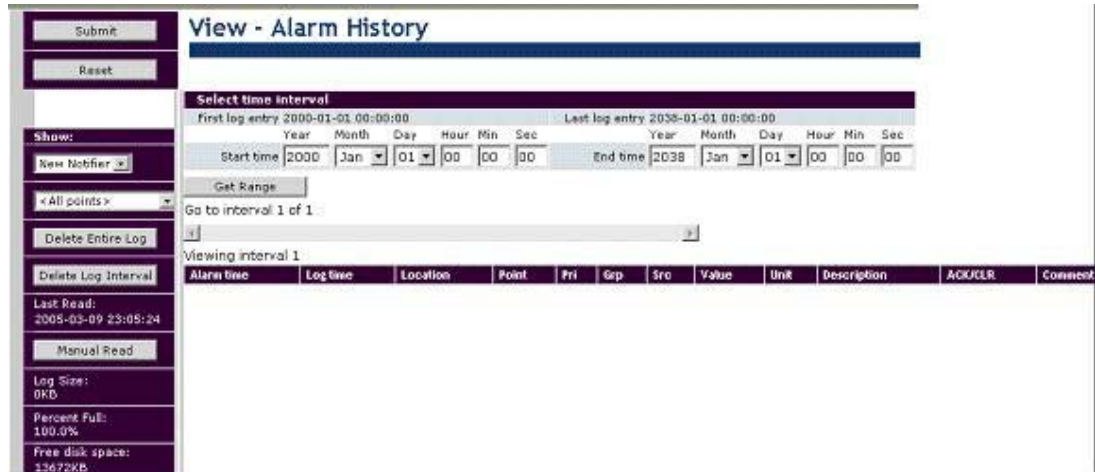 Submit
View - Alarm History
Reset
Select time interval
First log entry 2000-01-01 00:00:00 Last log entry 2038-01-01 00:00:00
Year Month Day Hour Min Sec Year Month Day Hour Min Sec
Start time 2000 Jan 01 00 00 00 End time 2038 Jan 01 00 00 00
Get Range
Go to interval 1 of 1
Viewing interval 1
Alarm time Log time Location Point Pri Grp Src Value Unit Description ACK/CLR Comment
Show:
New Notifier
<All points>
Delete Entire Log
Delete Log Interval
Last Read:
2005-03-09 23:05:24
Manual Read
Log Size:
0KB
Percent Full:
100.0%
Free disk space:
13672KB